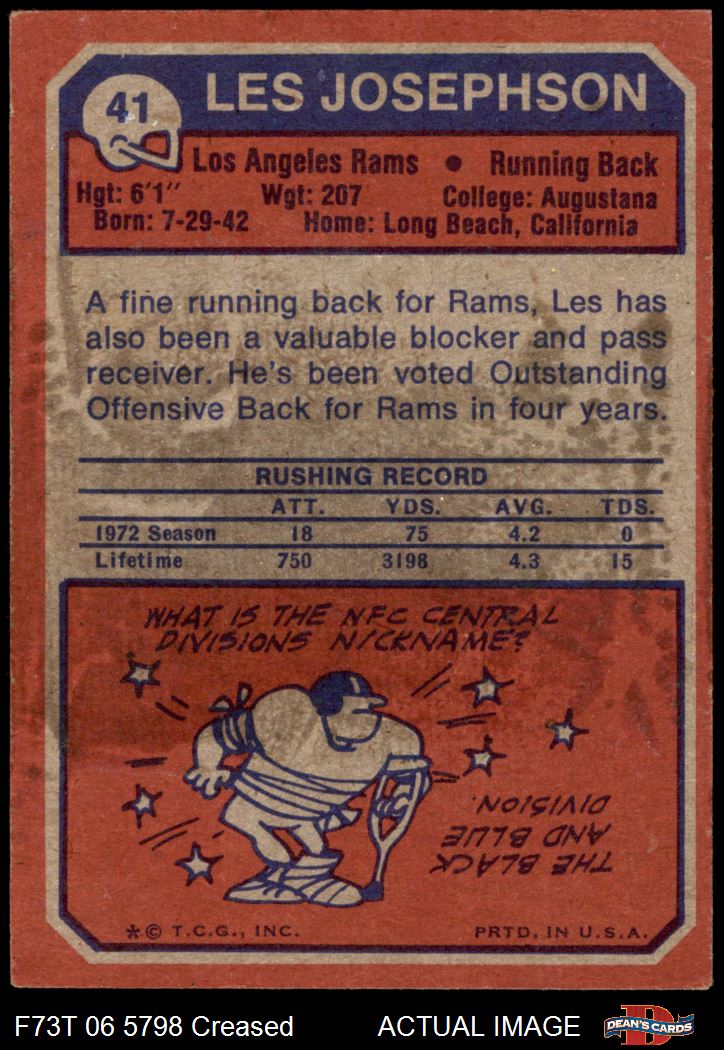 41
LES JOSEPHSON
Los Angeles Rams • Running Back
Hgt: 6'1" Wgt: 207 College: Augustana
Born: 7-29-42 Home: Long Beach, California
A fine running back for Rams, Les has
also been a valuable blocker and pass
receiver. He's been voted Outstanding
Offensive Back for Rams in four years.
RUSHING RECORD
ATT. YDS. AVG. TDS.
1972 Season 18 75 4.2 0
Lifetime 750 3198 4.3 15
WHAT IS THE NFC CENTRAL
DIVISIONS NICKNAME?
THE BLACK
AND BLUE
DIVISION.
*© T.C.G., INC. PRTD. IN U.S.A.
F73T 06 5798 Creased ACTUAL IMAGE
D
DEAN'S CARDS